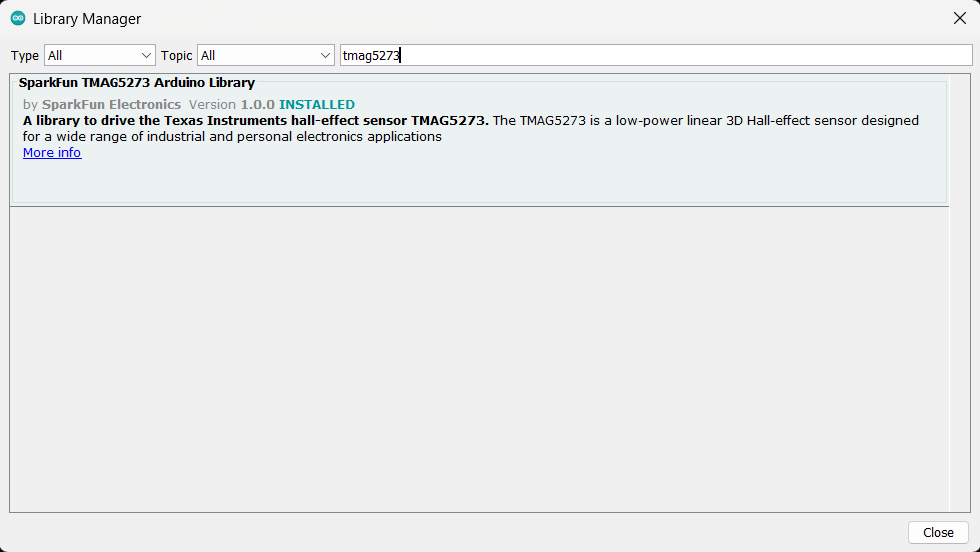 Library Manager
Type All Topic All tmag5273
SparkFun TMAG5273 Arduino Library
by SparkFun Electronics Version 1.0.0 INSTALLED
A library to drive the Texas Instruments hall-effect sensor TMAG5273. The TMAG5273 is a low-power linear 3D Hall-effect sensor designed
for a wide range of industrial and personal electronics applications
More info
Close